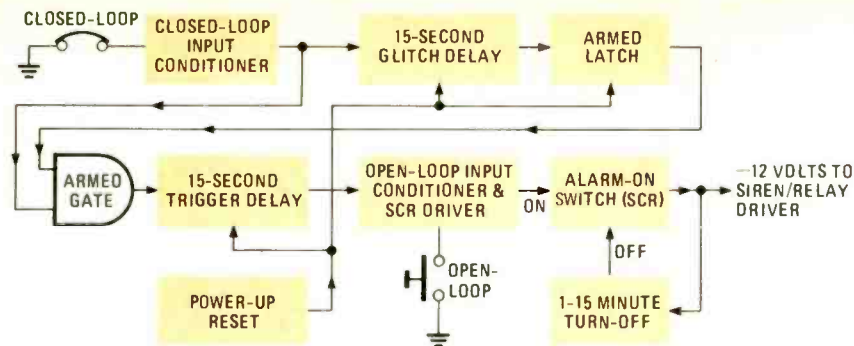 CLOSED-LOOP
CLOSED-LOOP
INPUT
CONDITIONER
15-SECOND
GLITCH DELAY
ARMED
LATCH
ARMED
GATE
15-SECOND
TRIGGER DELAY
OPEN-LOOP INPUT
CONDITIONER &
SCR DRIVER
ON
ALARM-ON
SWITCH (SCR)
—12 VOLTS TO
SIREN/RELAY
DRIVER
OFF
POWER-UP
RESET
OPEN-
LOOP
1-15 MINUTE
TURN-OFF